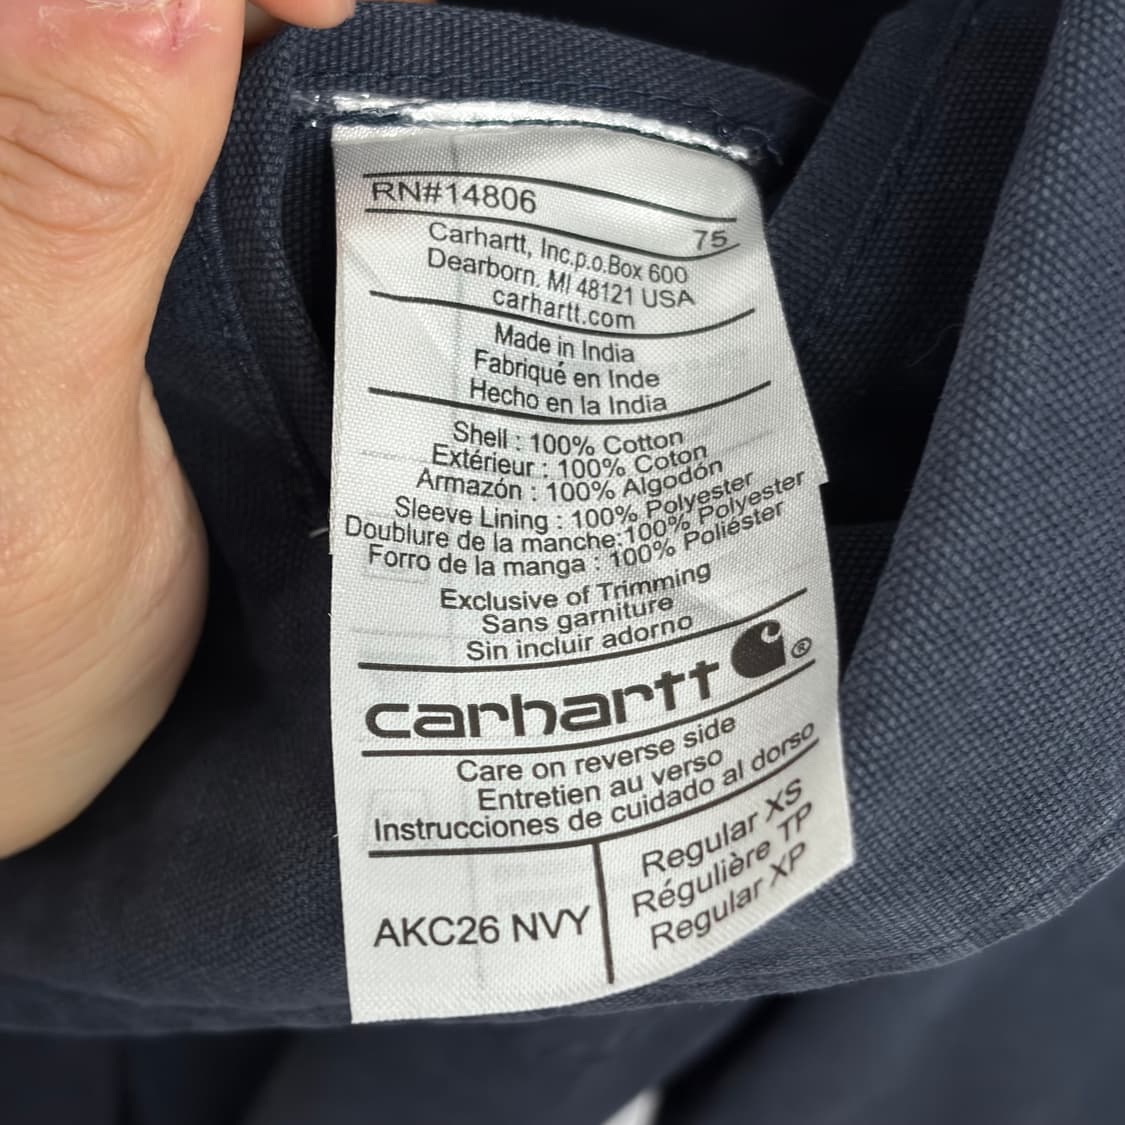 RN#14806
75
Carhartt, Inc.p.o.Box 600
Dearborn. MI 48121 USA
carhartt.com
Made in India
Fabriqué en Inde
Hecho en la India
Shell : 100% Cotton
Extérieur : 100% Coton
Armazón : 100% Algodón
Sleeve Lining : 100% Polyester
Doublure de la manche:100% Polyester
Forro de la manga : 100% Poliéster
Exclusive of Trimming
Sans garniture
Sin incluir adorno
carhartt ®
Care on reverse side
Entretien au verso
Instrucciones de cuidado al dorso
AKC26 NVY
Regular XS
Régulière TP
Regular XP